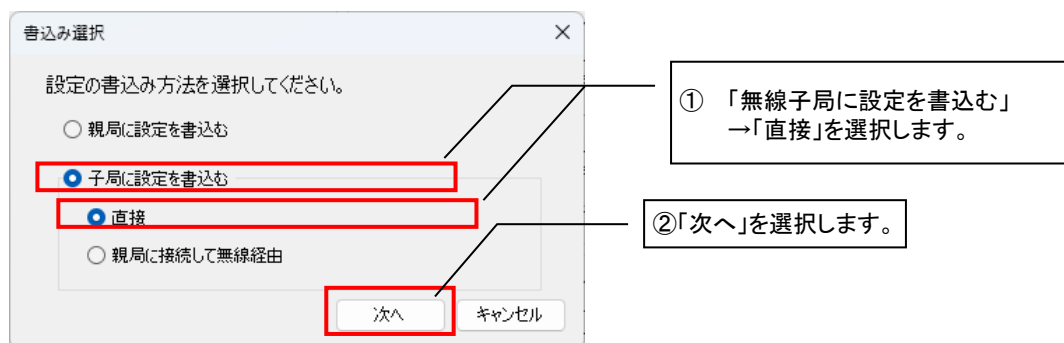 書込み選択
設定の書込み方法を選択してください。
親局に設定を書込む
子局に設定を書込む
直接
親局に接続して無線経由
次へ
キャンセル
① 「無線子局に設定を書込む」
→「直接」を選択します。
②「次へ」を選択します。